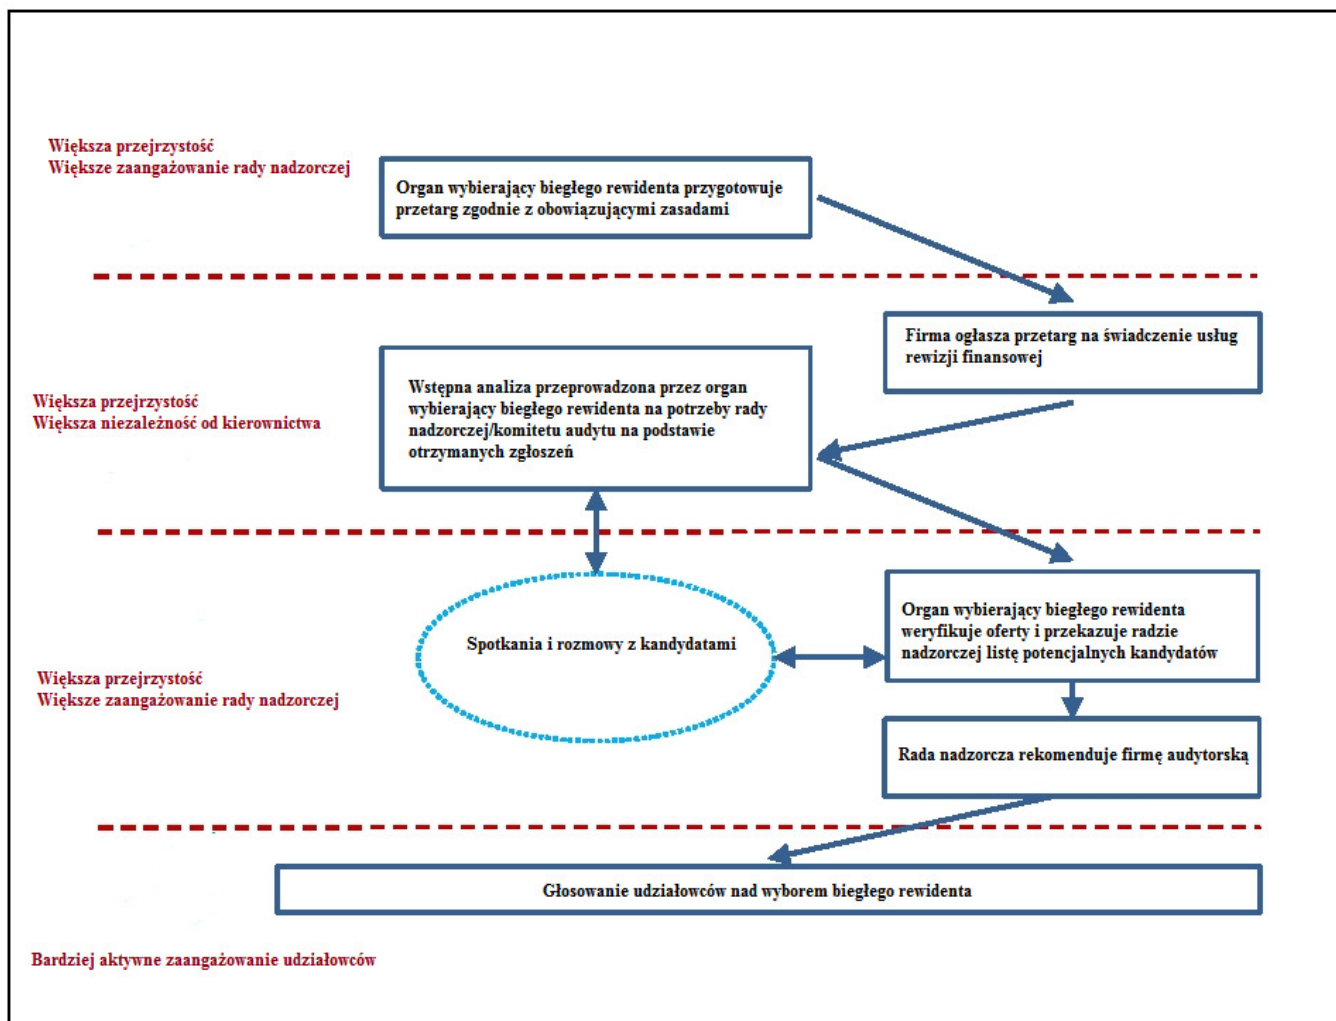 Większa przejrzystość
Większe zaangażowanie rady nadzorczej
Organ wybierający biegłego rewidenta przygotowuje
przetarg zgodnie z obowiązującymi zasadami
Firma ogłasza przetarg na świadczenie usług
rewizji finansowej
Wstępna analiza przeprowadzona przez organ
wybierający biegłego rewidenta na potrzeby rady
nadzorczej/komitetu audytu na podstawie
otrzymanych zgłoszeń
Większa przejrzystość
Większa niezależność od kierownictwa
Organ wybierający biegłego rewidenta
weryfikuje oferty i przekazuje radzie
nadzorczej listę potencjalnych kandydatów
Spotkania i rozmowy z kandydatami
Większa przejrzystość
Większe zaangażowanie rady nadzorczej
Rada nadzorcza rekomenduje firmę audytorską
Głosowanie udziałowców nad wyborem biegłego rewidenta
Bardziej aktywne zaangażowanie udziałowców